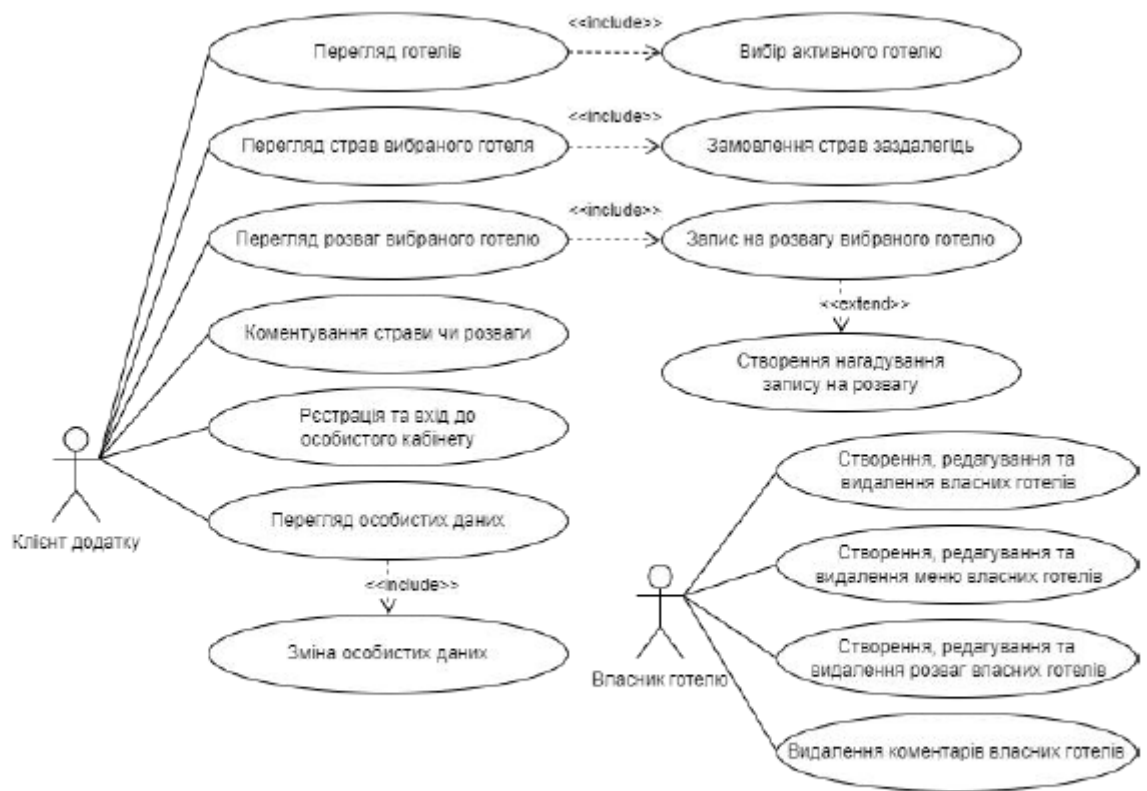 <<include>>
Перегляд готелів
Вибір активного готелю
<<include>>
Перегляд страв вибраного готеля
Замовлення страв заздалегідь
<<include>>
Перегляд розваг вибраного готелю
Запис на розвагу вибраного готелю
<<extend>>
Коментування страви чи розваги
Створення нагадування
запису на розвагу
Реєстрація та вхід до
особистого кабінету
Клієнт додатку
Перегляд особистих даних
<<include>>
Зміна особистих даних
Створення, редагування та
видалення власних готелів
Створення, редагування та
видалення меню власних готелів
Власник готелю
Створення, редагування та
видалення розваг власних готелів
Видалення коментарів власних готелів